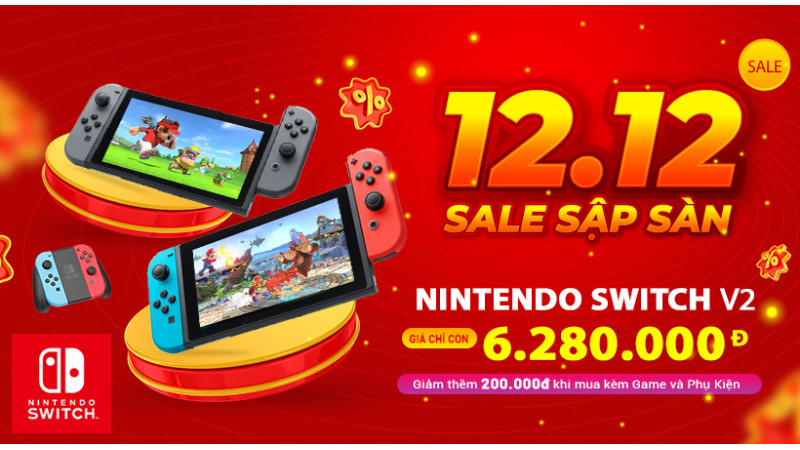 SALE
12.12
SALE SẬP SÀN
NINTENDO SWITCH V2
GIÁ CHỈ CÒN 6.280.000 Đ
Giảm thêm 200.000đ khi mua kèm Game và Phụ Kiện
NINTENDO
SWITCH